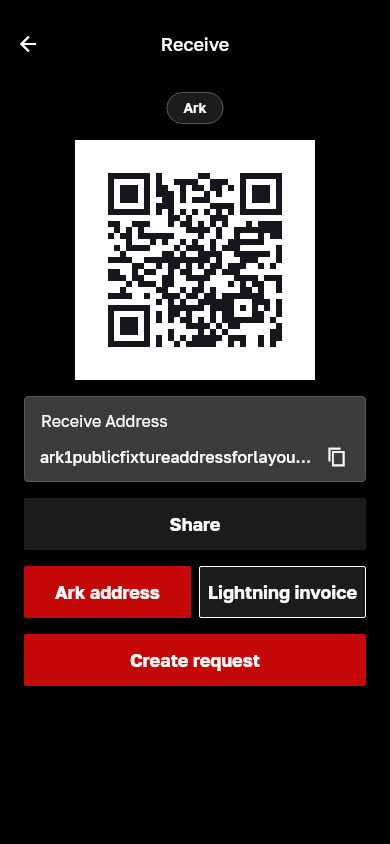 Receive
Ark
Receive Address
ark1publicfixtureaddressforlayou...
Share
Ark address
Lightning invoice
Create request